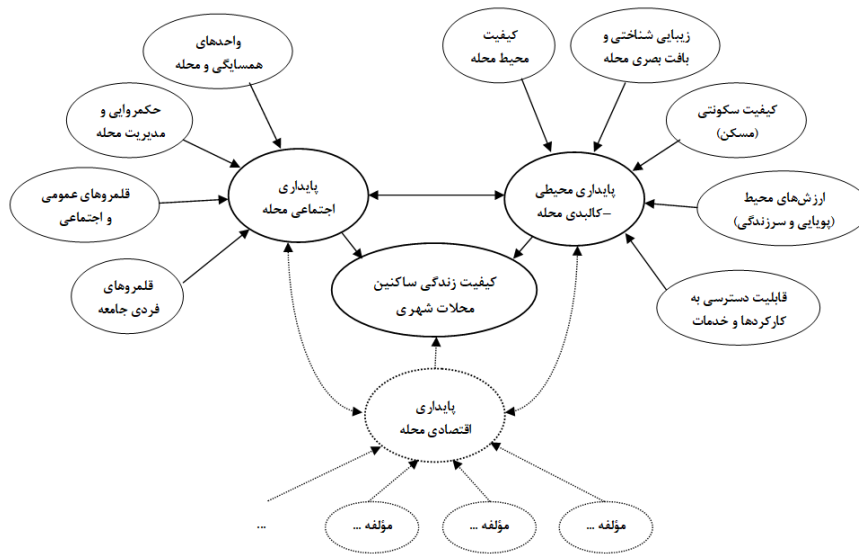 زیبایی شناختی و
بافت بصری محله
کیفیت
محیط محله
واحدهای
همسایگی و محله
کیفیت سکونتی
(مسکن)
حکمروایی و
مدیریت محله
پایداری محیطی
–کالبدی محله
پایداری
اجتماعی محله
ارزش‌های محیط
(پویایی و سرزندگی)
قلمروهای عمومی
و اجتماعی
کیفیت زندگی ساکنین
محلات شهری
قابلیت دسترسی به
کارکردها و خدمات
قلمروهای
فردی جامعه
پایداری
اقتصادی محله
مؤلفه ...
مؤلفه ...
مؤلفه ...
...